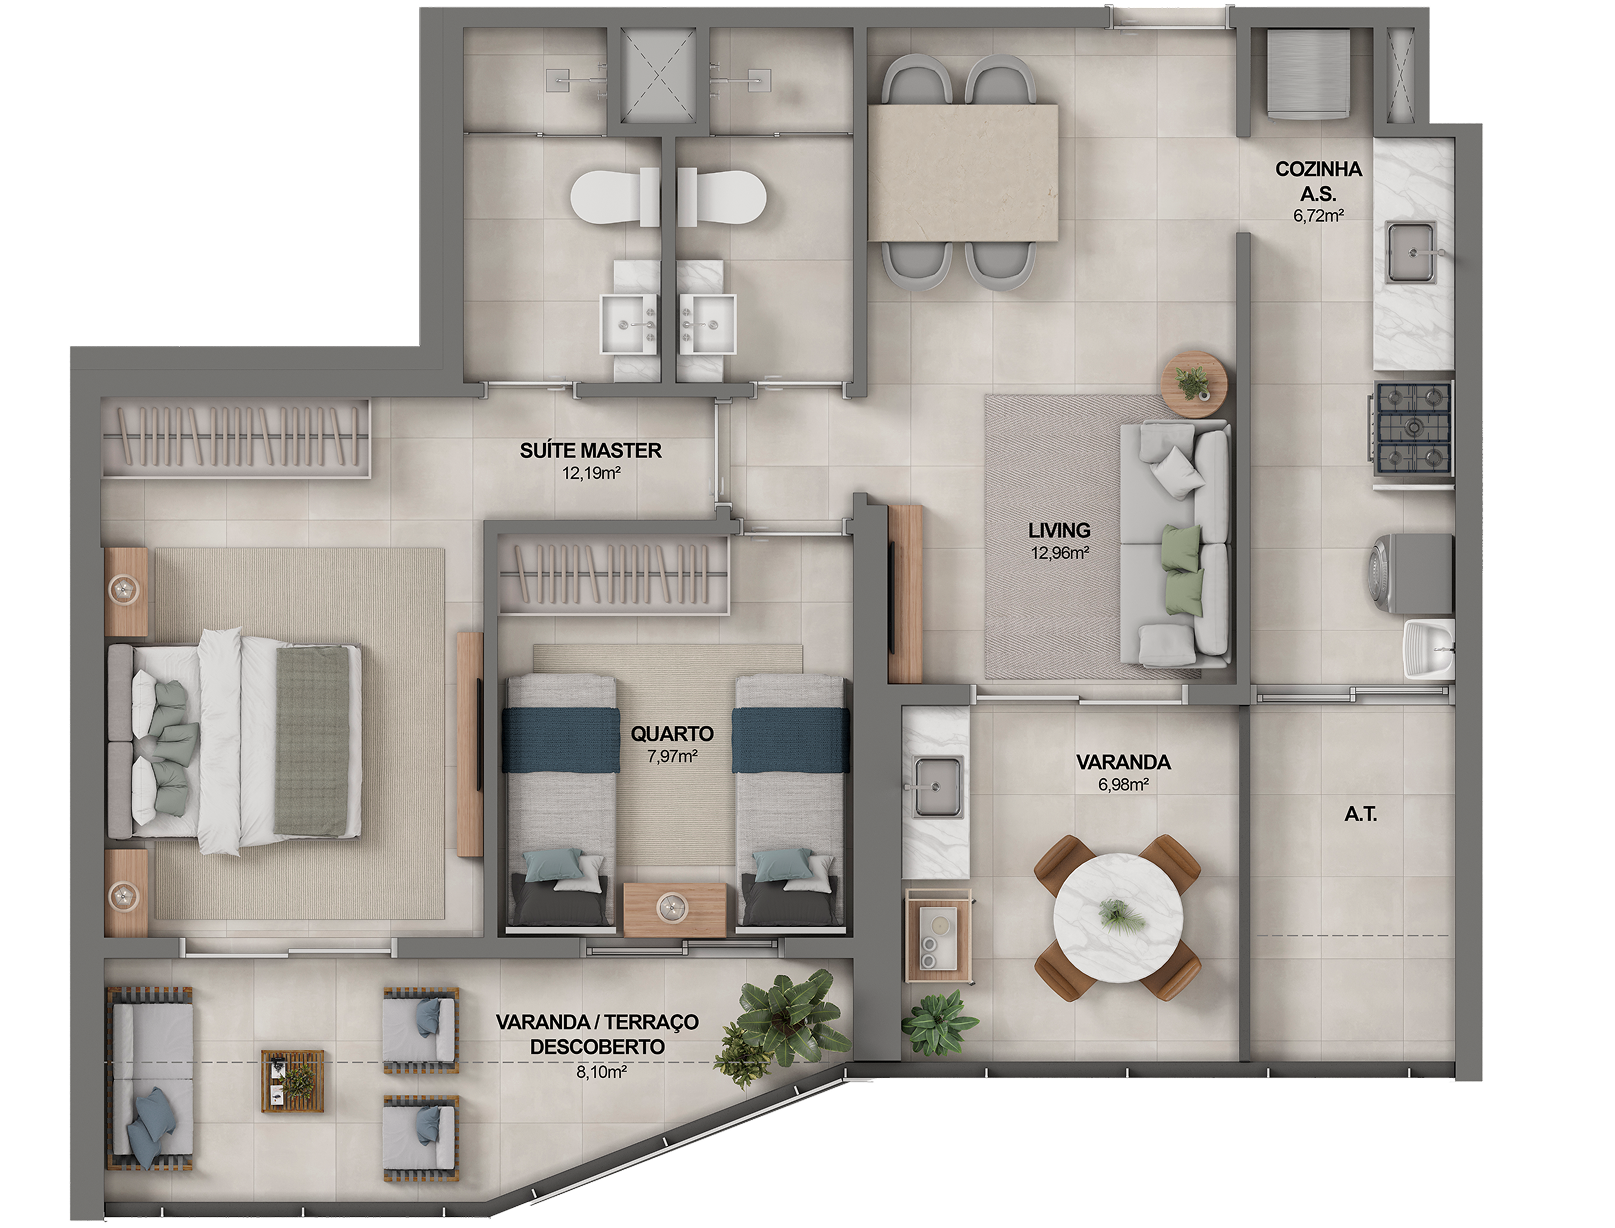 COZINHA
A.S.
6,72m²
SUÍTE MASTER
12,19m²
LIVING
12,96m²
QUARTO
7,97m²
VARANDA
6,98m²
A.T.
VARANDA / TERRAÇO
DESCOBERTO
8,10m²